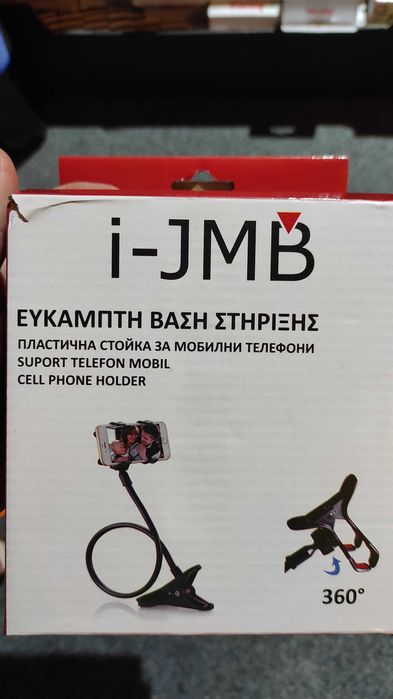 i-JMB
ΕΥΚΑΜΠΤΗ ΒΑΣΗ ΣΤΗΡΙΞΗΣ
ПЛАСТИЧНА СТОЙКА ЗА МОБИЛНИ ТЕЛЕФОНИ
SUPORT TELEFON MOBIL
CELL PHONE HOLDER
360°